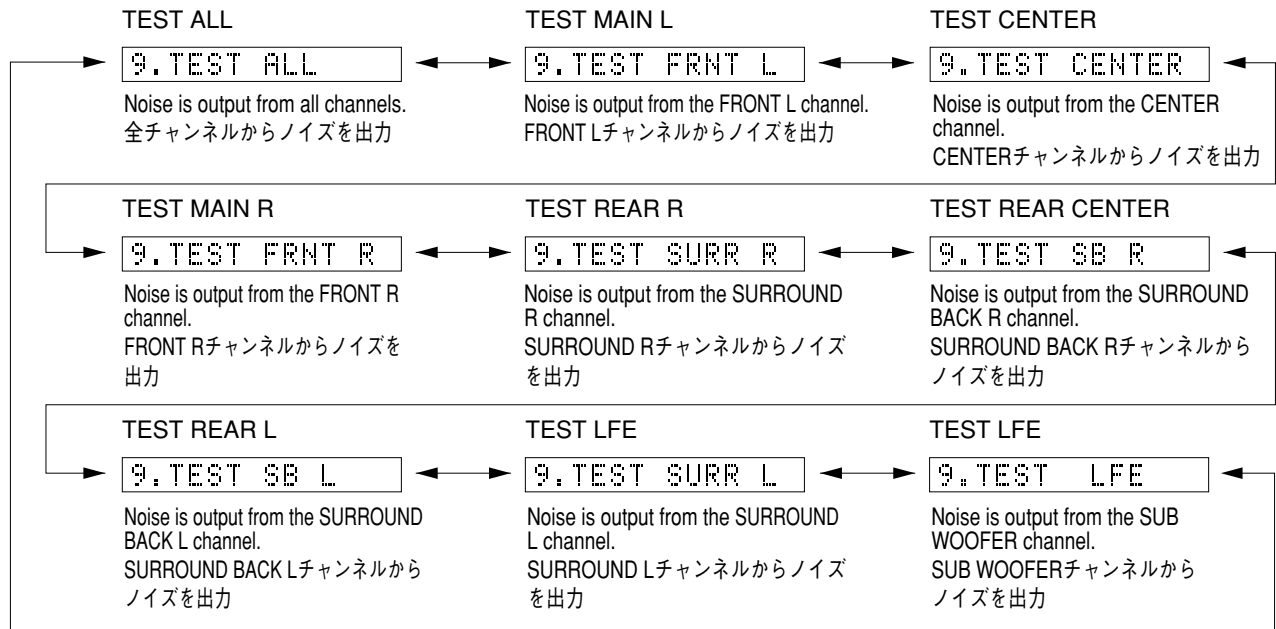 TEST ALL
9.TEST ALL
Noise is output from all channels.
全チャンネルからノイズを出力
TEST MAIN L
9.TEST FRNT L
Noise is output from the FRONT L channel.
FRONT Lチャンネルからノイズを出力
TEST CENTER
9.TEST CENTER
Noise is output from the CENTER
channel.
CENTERチャンネルからノイズを出力
TEST MAIN R
9.TEST FRNT R
Noise is output from the FRONT R
channel.
FRONT Rチャンネルからノイズを
出力
TEST REAR R
9.TEST SURR R
Noise is output from the SURROUND
R channel.
SURROUND Rチャンネルからノイズ
を出力
TEST REAR CENTER
9.TEST SB R
Noise is output from the SURROUND
BACK R channel.
SURROUND BACK Rチャンネルから
ノイズを出力
TEST REAR L
9.TEST SB L
Noise is output from the SURROUND
BACK L channel.
SURROUND BACK Lチャンネルから
ノイズを出力
TEST LFE
9.TEST SURR L
Noise is output from the SURROUND
L channel.
SURROUND Lチャンネルからノイズ
を出力
TEST LFE
9.TEST LFE
Noise is output from the SUB
WOOFER channel.
SUB WOOFERチャンネルから
ノイズを出力